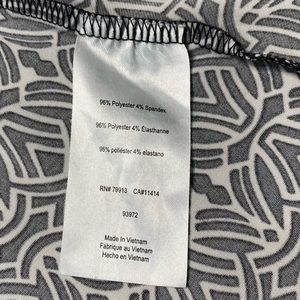 96% Polyester 4% Spandex
96% Polyester 4% Élasthanne
96% poliéster 4% elastano
RN# 79913 CA#11414
93972
Made In Vietnam
Fabrique au Vietnam
Hecho en Vietnam